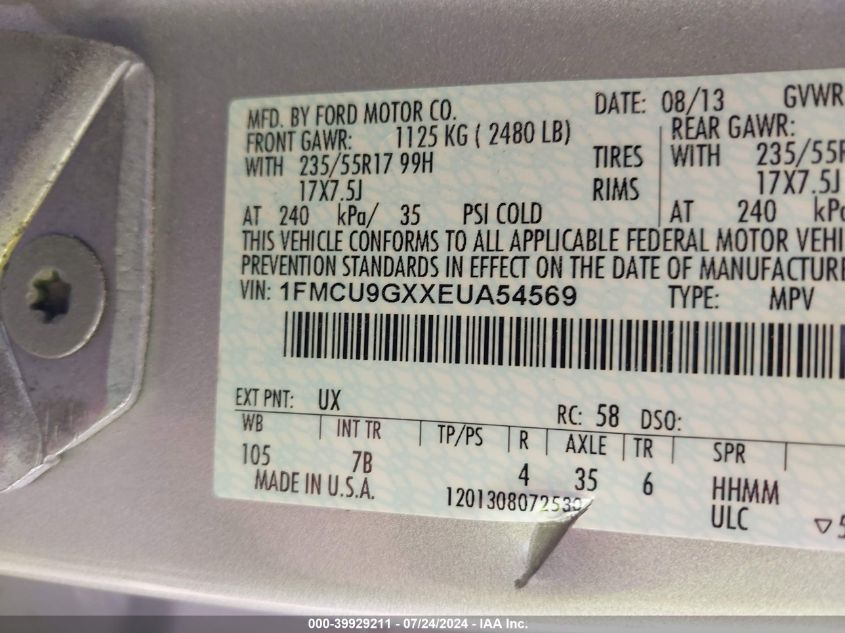 MFD. BY FORD MOTOR CO. DATE: 08/13 GVWR
FRONT GAWR: 1125 KG ( 2480 LB) REAR GAWR:
WITH 235/55R17 99H TIRES WITH 235/55R
17X7.5J RIMS 17X7.5J
AT 240 kPa/ 35 PSI COLD AT 240 kPa
THIS VEHICLE CONFORMS TO ALL APPLICABLE FEDERAL MOTOR VEHI
PREVENTION STANDARDS IN EFFECT ON THE DATE OF MANUFACTURE
VIN: 1FMCU9GXXEUA54569 TYPE: MPV
EXT PNT: UX RC: 58 DSO:
WB INT TR TP/PS R AXLE TR SPR
105 7B 4 35 6 HHMM
MADE IN U.S.A. 1201308072530 ULC ▽5
000-39929211 - 07/24/2024 - IAA Inc.